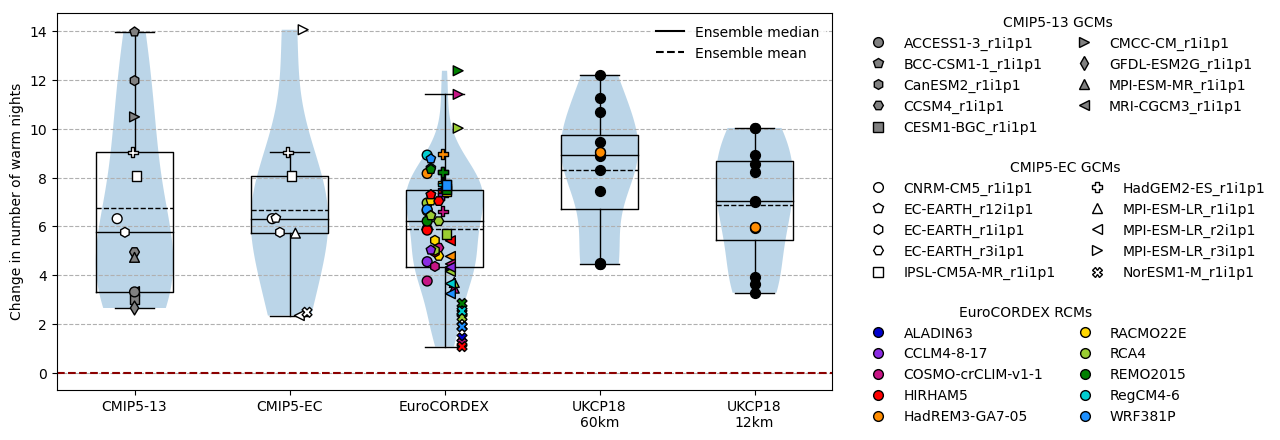 Change in number of warm nights
14
12
10
8
6
4
2
0
Ensemble median
Ensemble mean
CMIP5-13
CMIP5-EC
EuroCORDEX
UKCP18
60km
UKCP18
12km
CMIP5-13 GCMs
ACCESS1-3_r1i1p1
BCC-CSM1-1_r1i1p1
CanESM2_r1i1p1
CCSM4_r1i1p1
CESM1-BGC_r1i1p1
CMCC-CM_r1i1p1
GFDL-ESM2G_r1i1p1
MPI-ESM-MR_r1i1p1
MRI-CGCM3_r1i1p1
CMIP5-EC GCMs
CNRM-CM5_r1i1p1
EC-EARTH_r12i1p1
EC-EARTH_r1i1p1
EC-EARTH_r3i1p1
IPSL-CM5A-MR_r1i1p1
HadGEM2-ES_r1i1p1
MPI-ESM-LR_r1i1p1
MPI-ESM-LR_r2i1p1
MPI-ESM-LR_r3i1p1
NorESM1-M_r1i1p1
EuroCORDEX RCMs
ALADIN63
CCLM4-8-17
COSMO-crCLIM-v1-1
HIRHAM5
HadREM3-GA7-05
RACMO22E
RCA4
REMO2015
RegCM4-6
WRF381P